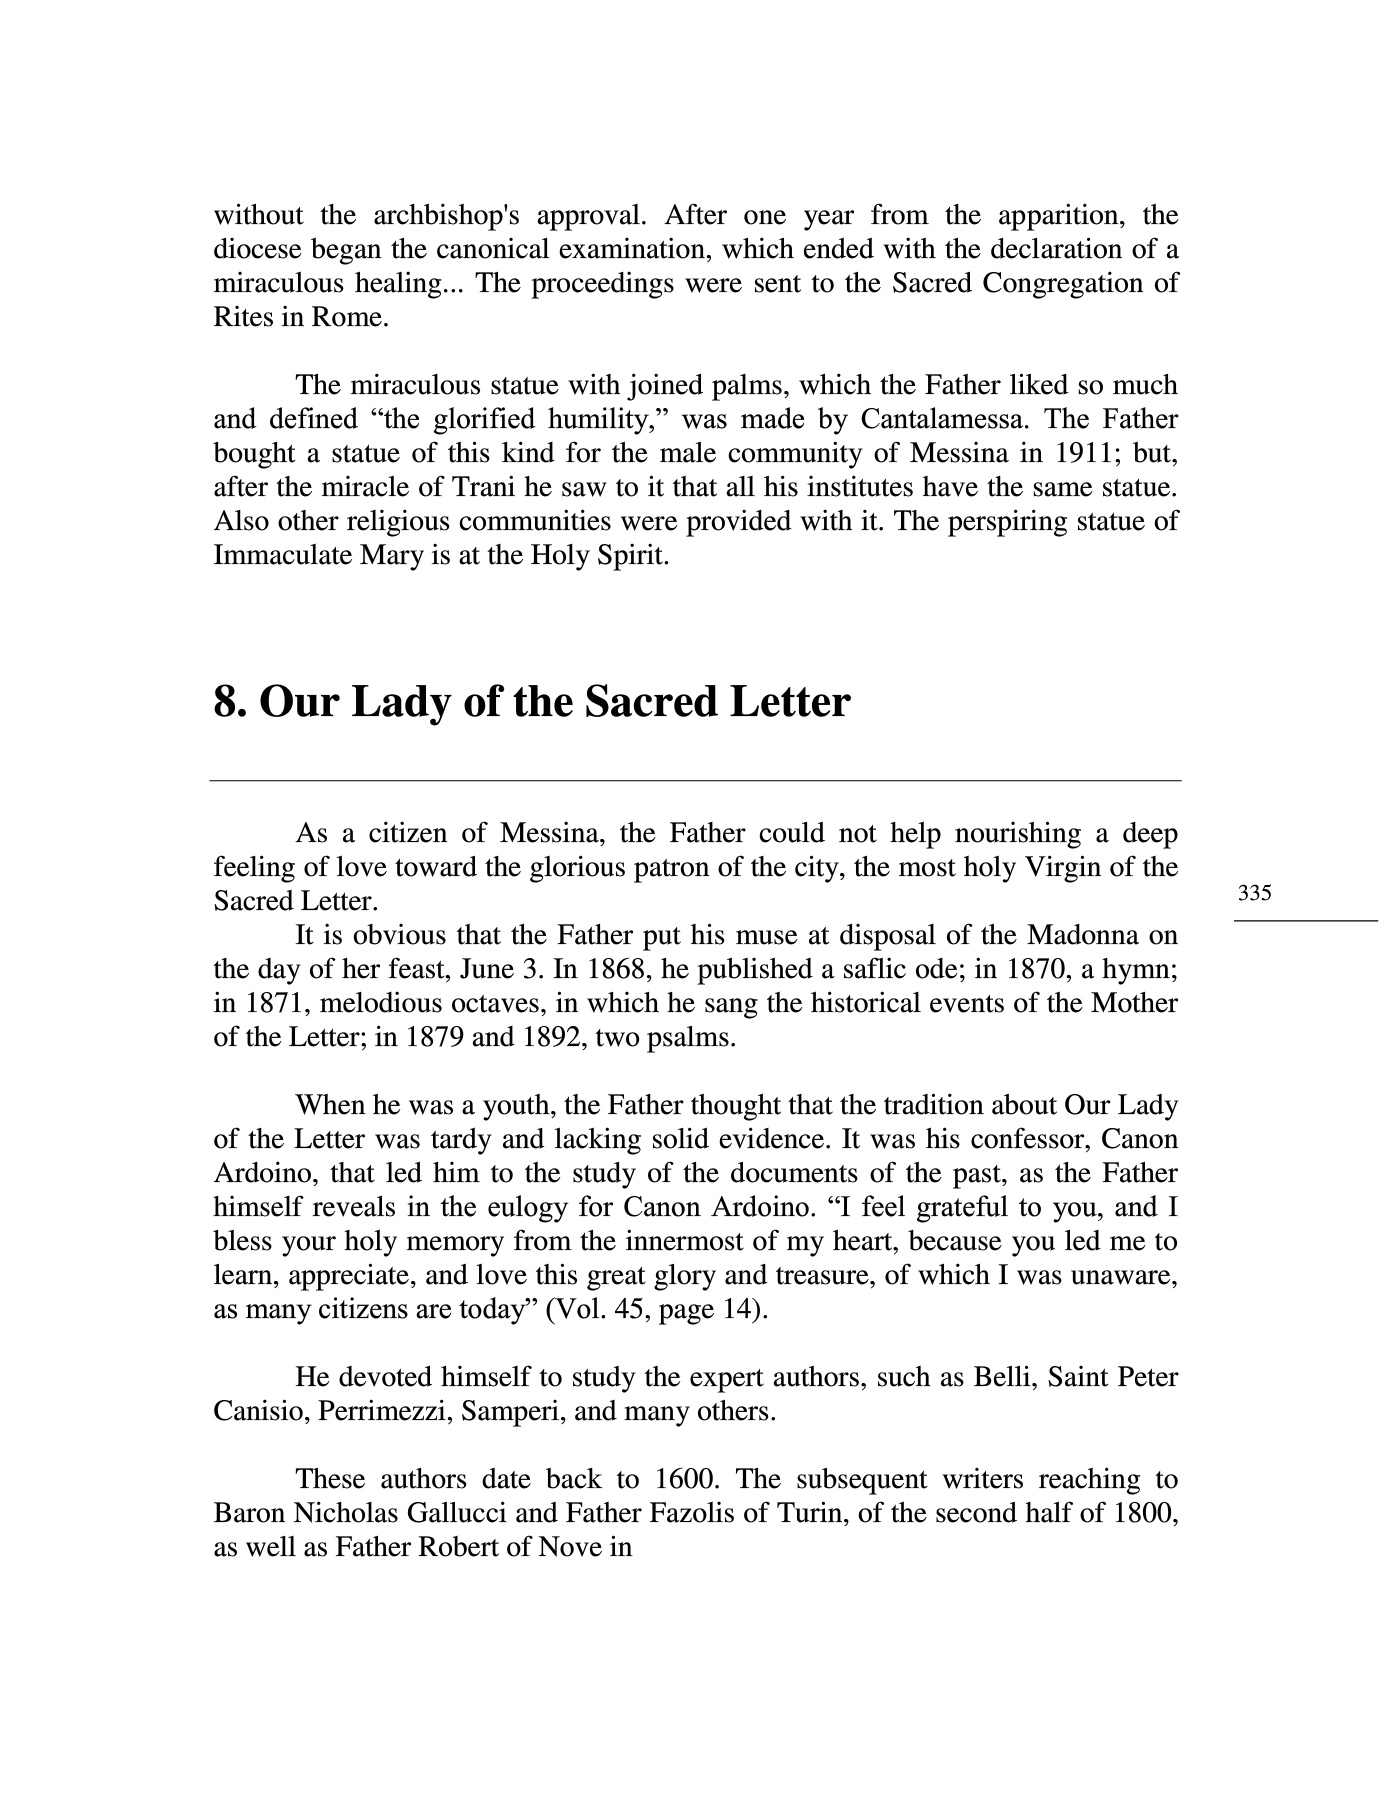 without the archbishop's approval. After one year from the apparition, the
diocese began the canonical examination, which ended with the declaration of a
miraculous healing... The proceedings were sent to the Sacred Congregation of
Rites in Rome.
The miraculous statue with joined palms, which the Father liked so much
and defined “the glorified humility,” was made by Cantalamessa. The Father
bought a statue of this kind for the male community of Messina in 1911; but,
after the miracle of Trani he saw to it that all his institutes have the same statue.
Also other religious communities were provided with it. The perspiring statue of
Immaculate Mary is at the Holy Spirit.
8. Our Lady of the Sacred Letter
As a citizen of Messina, the Father could not help nourishing a deep
feeling of love toward the glorious patron of the city, the most holy Virgin of the
Sacred Letter.
335
It is obvious that the Father put his muse at disposal of the Madonna on
the day of her feast, June 3. In 1868, he published a saflic ode; in 1870, a hymn;
in 1871, melodious octaves, in which he sang the historical events of the Mother
of the Letter; in 1879 and 1892, two psalms.
When he was a youth, the Father thought that the tradition about Our Lady
of the Letter was tardy and lacking solid evidence. It was his confessor, Canon
Ardoino, that led him to the study of the documents of the past, as the Father
himself reveals in the eulogy for Canon Ardoino. “I feel grateful to you, and I
bless your holy memory from the innermost of my heart, because you led me to
learn, appreciate, and love this great glory and treasure, of which I was unaware,
as many citizens are today” (Vol. 45, page 14).
He devoted himself to study the expert authors, such as Belli, Saint Peter
Canisio, Perrimezzi, Samperi, and many others.
These authors date back to 1600. The subsequent writers reaching to
Baron Nicholas Gallucci and Father Fazolis of Turin, of the second half of 1800,
as well as Father Robert of Nove in